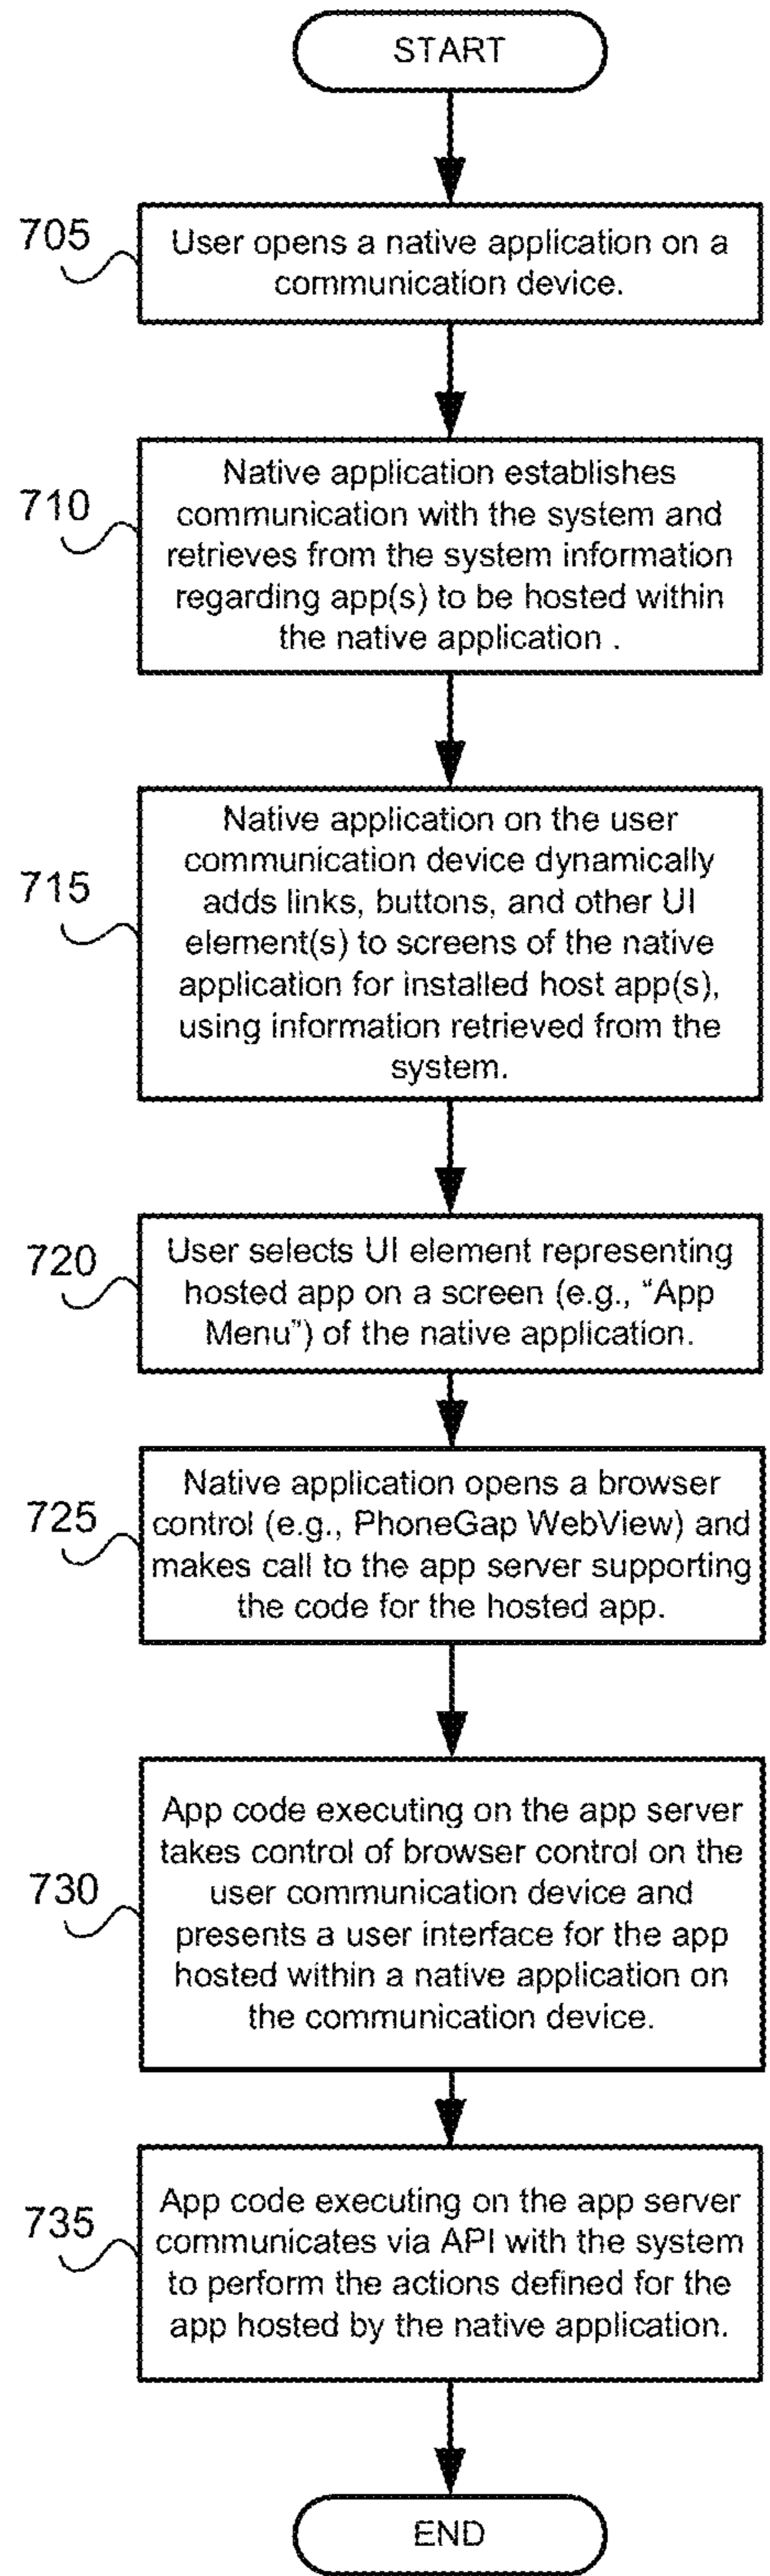 START
705
User opens a native application on a
communication device.
710
Native application establishes
communication with the system and
retrieves from the system information
regarding app(s) to be hosted within
the native application .
715
Native application on the user
communication device dynamically
adds links, buttons, and other UI
element(s) to screens of the native
application for installed host app(s),
using information retrieved from the
system.
720
User selects UI element representing
hosted app on a screen (e.g., “App
Menu”) of the native application.
725
Native application opens a browser
control (e.g., PhoneGap WebView) and
makes call to the app server supporting
the code for the hosted app.
730
App code executing on the app server
takes control of browser control on the
user communication device and
presents a user interface for the app
hosted within a native application on
the communication device.
735
App code executing on the app server
communicates via API with the system
to perform the actions defined for the
app hosted by the native application.
END